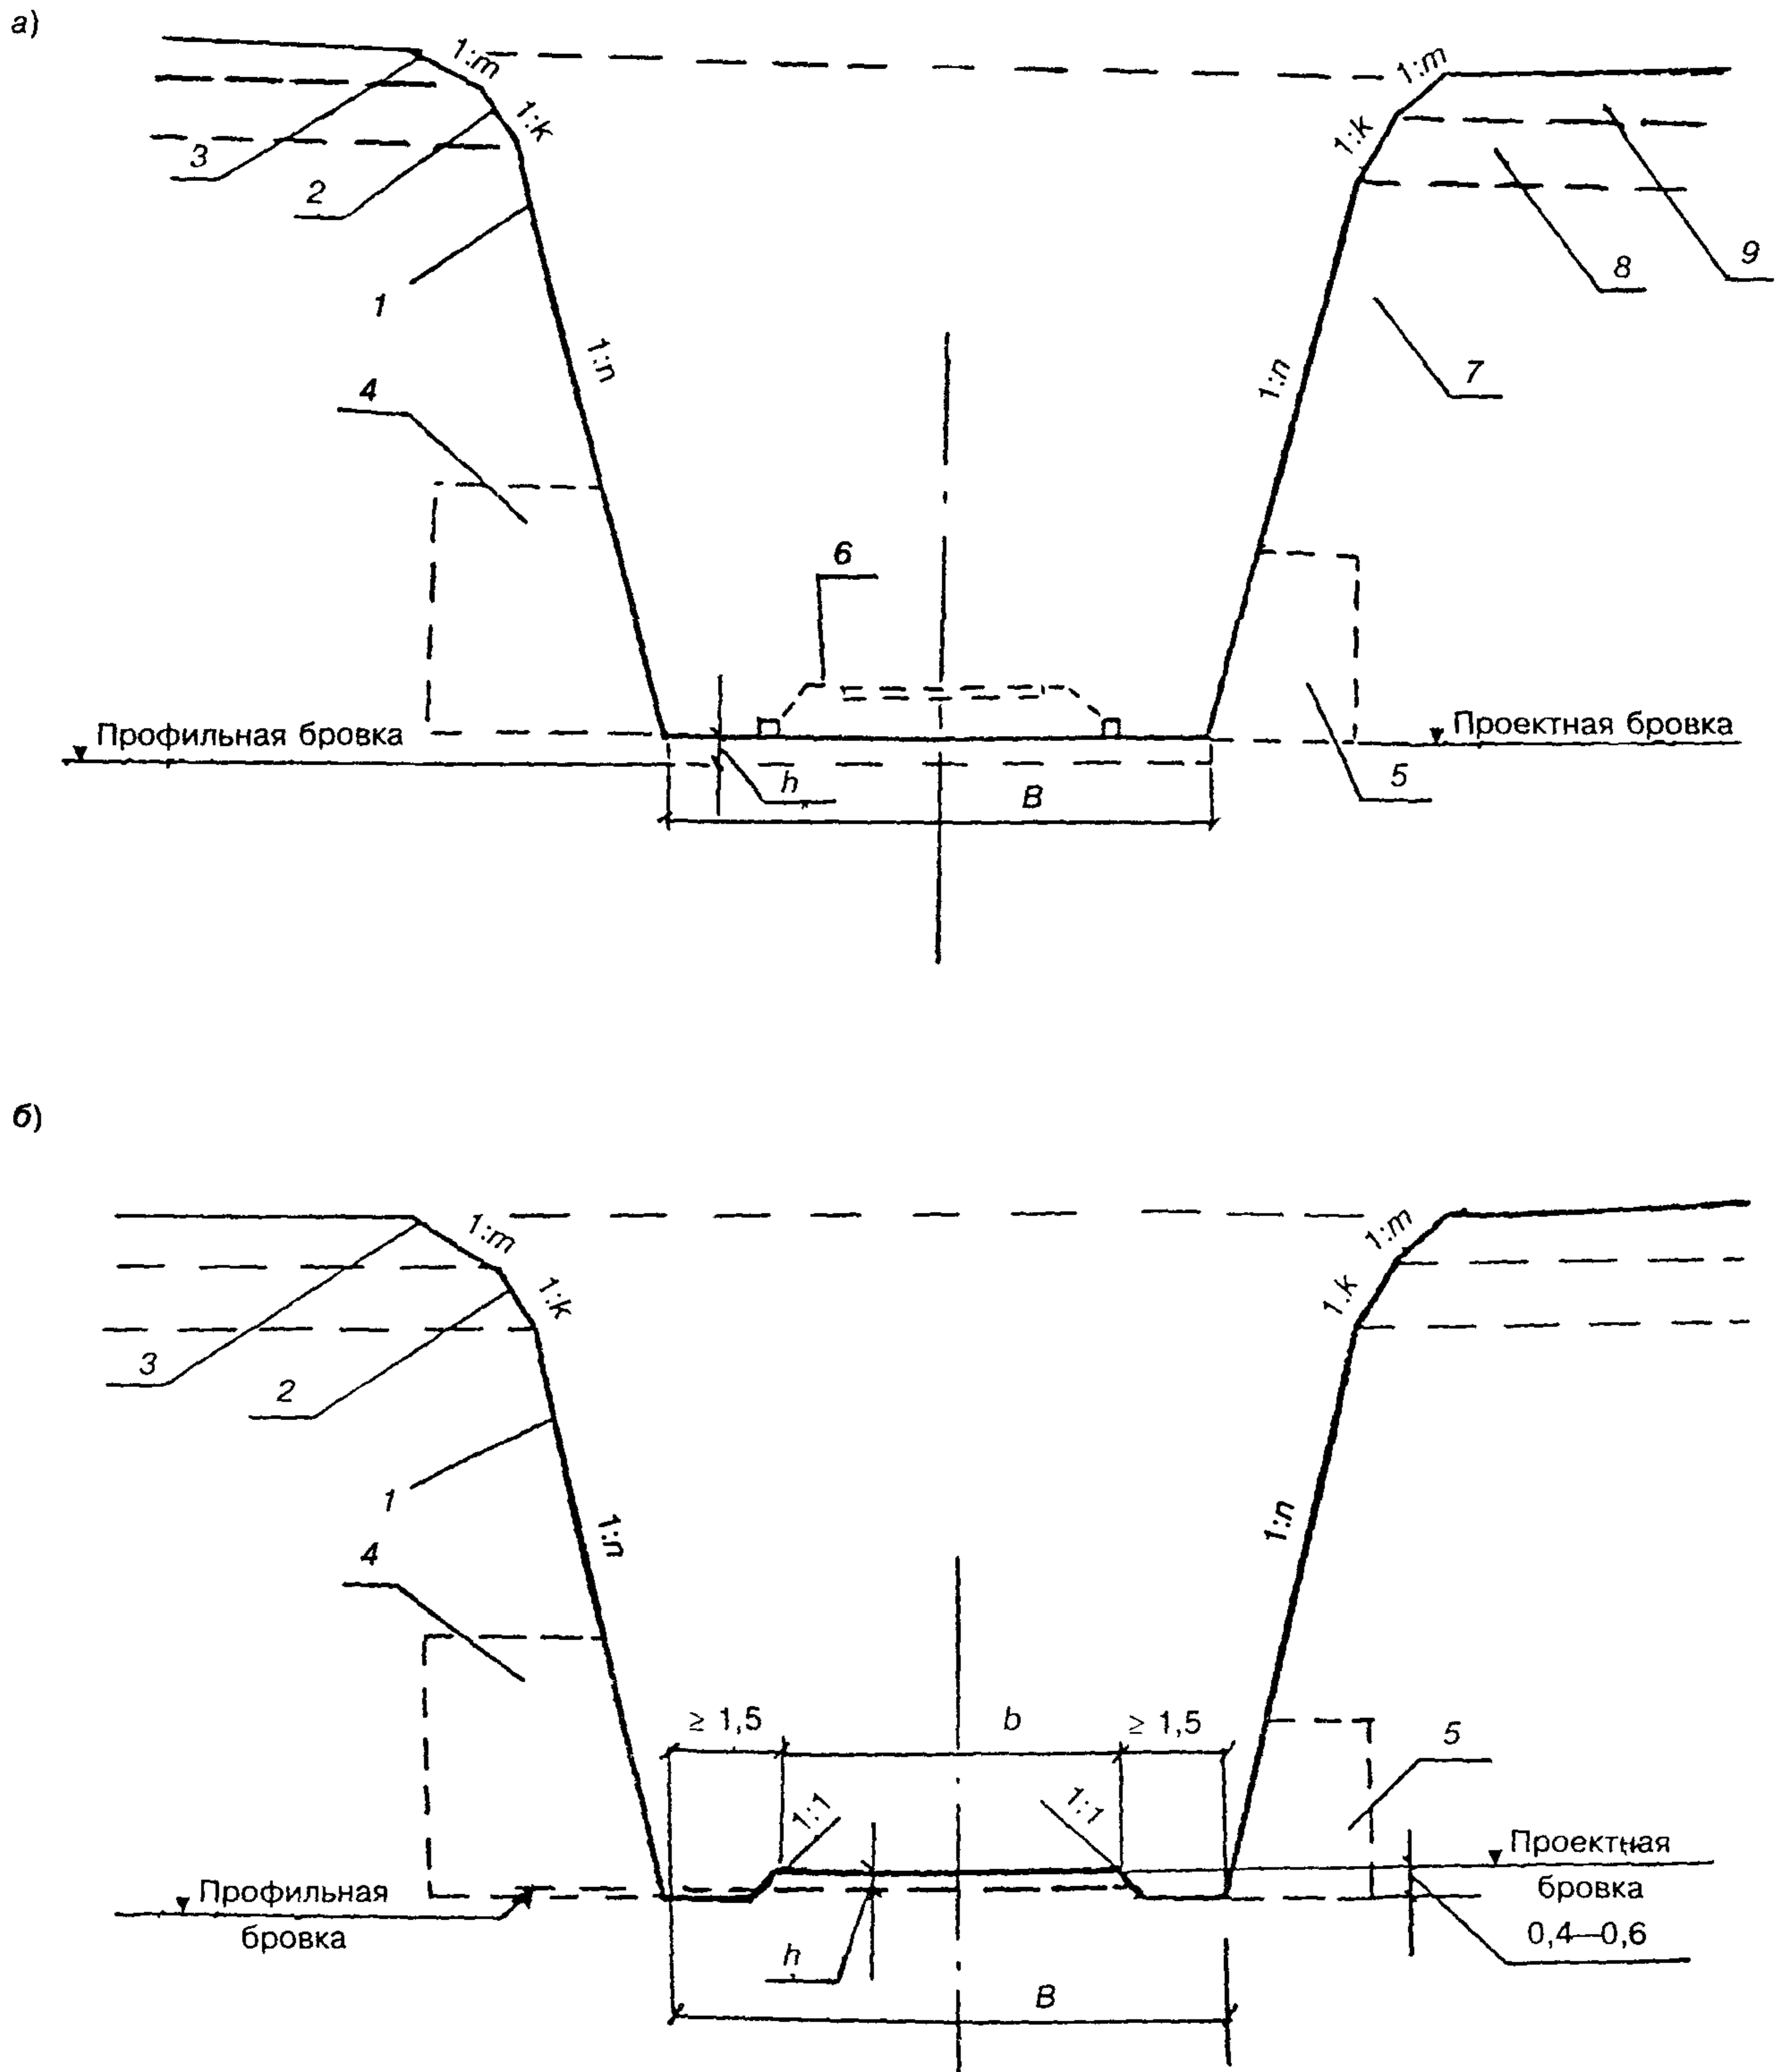 а)
1:m
1:m
1:k
1:k
3
2
9
8
1
1:n
1:n
7
4
6
Профильная бровка
Проектная бровка
h
B
5
б)
1:m
1:m
1:k
1:k
3
2
1
1:n
1:n
4
≥ 1,5
b
≥ 1,5
5
1:1
1:1
Проектная
бровка
Профильная
бровка
0,4—0,6
h
B